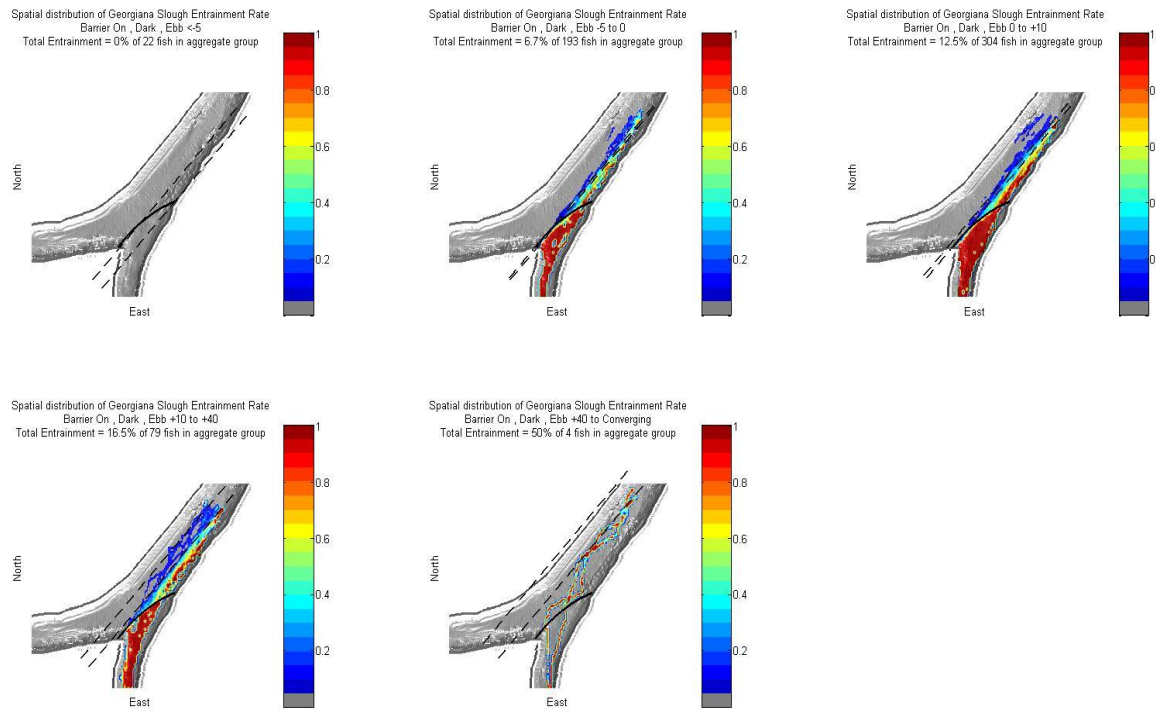 Spatial distribution of Georgiana Slough Entrainment Rate
Barrier On , Dark , Ebb <-5
Total Entrainment = 0% of 22 fish in aggregate group
1
0.8
0.6
0.4
0.2
North
East
Spatial distribution of Georgiana Slough Entrainment Rate
Barrier On , Dark , Ebb -5 to 0
Total Entrainment = 6.7% of 193 fish in aggregate group
1
0.8
0.6
0.4
0.2
North
East
Spatial distribution of Georgiana Slough Entrainment Rate
Barrier On , Dark , Ebb 0 to +10
Total Entrainment = 12.5% of 304 fish in aggregate group
1
0
0
0
0
North
East
Spatial distribution of Georgiana Slough Entrainment Rate
Barrier On , Dark , Ebb +10 to +40
Total Entrainment = 16.5% of 79 fish in aggregate group
1
0.8
0.6
0.4
0.2
North
East
Spatial distribution of Georgiana Slough Entrainment Rate
Barrier On , Dark , Ebb +40 to Converging
Total Entrainment = 50% of 4 fish in aggregate group
1
0.8
0.6
0.4
0.2
North
East